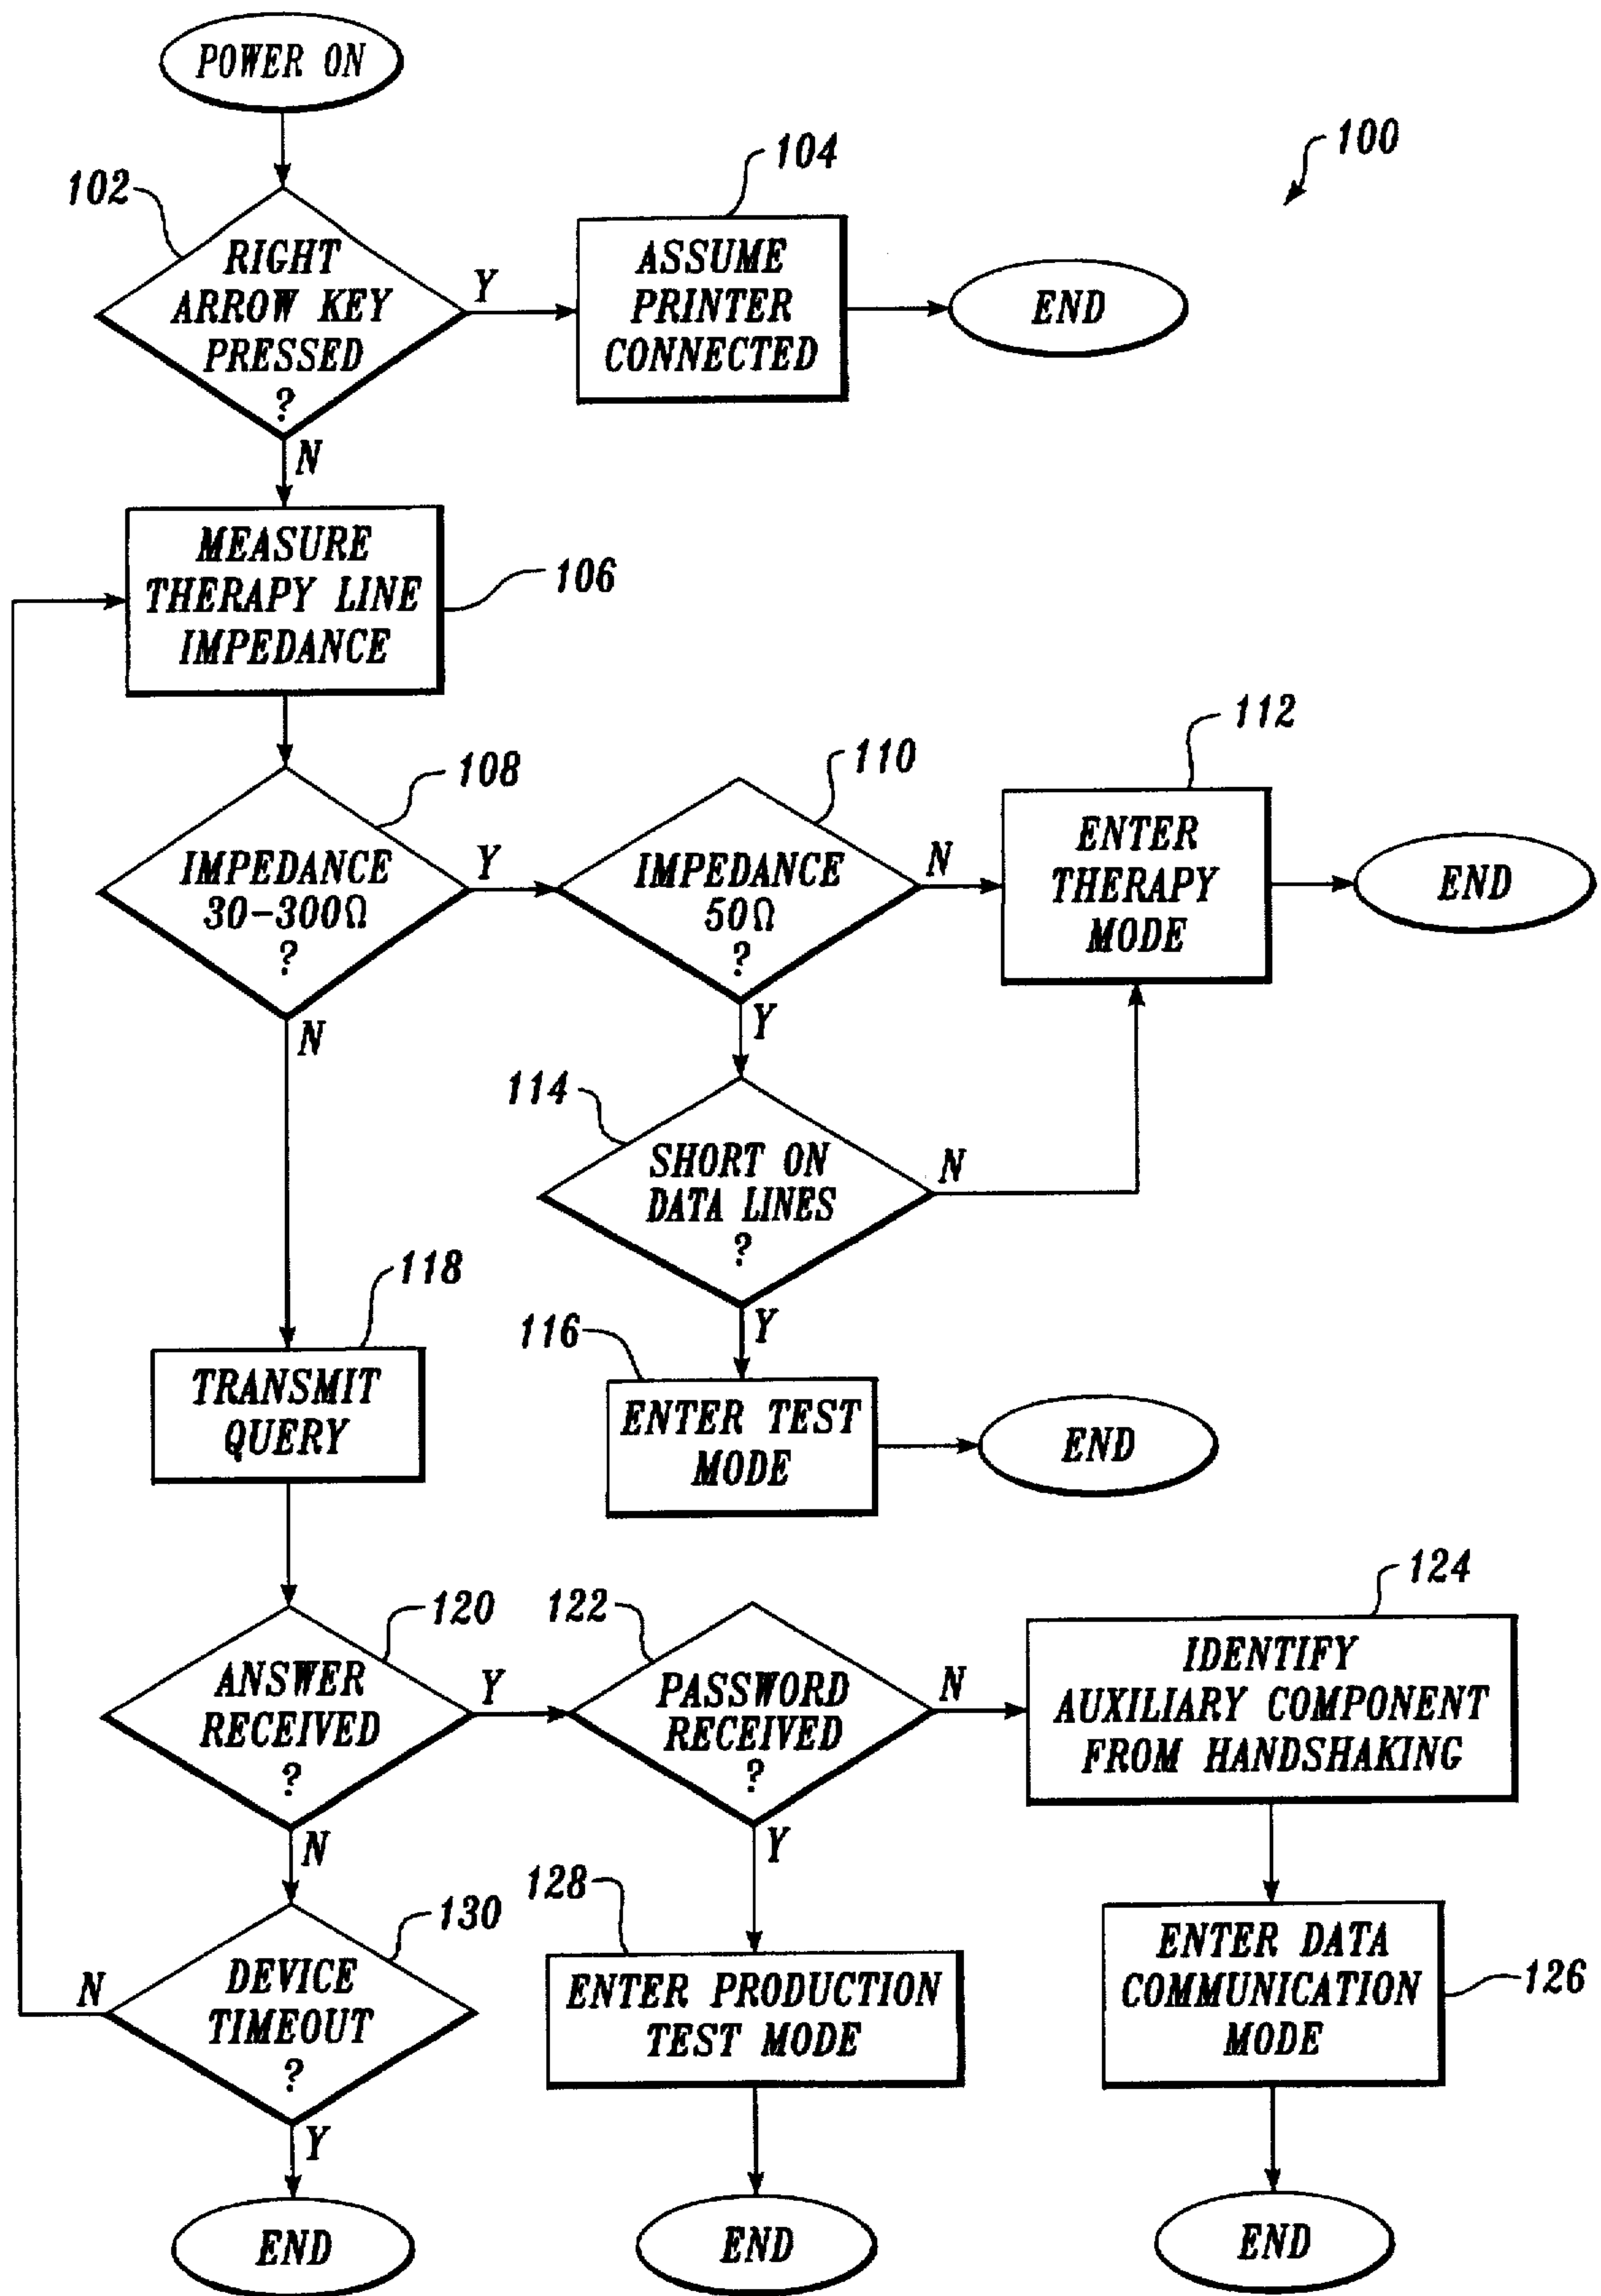 POWER ON
100
102
RIGHT
ARROW KEY
PRESSED
?
Y
N
104
ASSUME
PRINTER
CONNECTED
END
MEASURE
THERAPY LINE
IMPEDANCE
106
108
IMPEDANCE
30-300Ω
?
Y
N
110
IMPEDANCE
50Ω
?
N
Y
112
ENTER
THERAPY
MODE
END
114
SHORT ON
DATA LINES
?
N
Y
116
ENTER TEST
MODE
END
118
TRANSMIT
QUERY
120
ANSWER
RECEIVED
?
Y
N
122
PASSWORD
RECEIVED
?
N
Y
124
IDENTIFY
AUXILIARY COMPONENT
FROM HANDSHAKING
130
DEVICE
TIMEOUT
?
N
Y
128
ENTER PRODUCTION
TEST MODE
ENTER DATA
COMMUNICATION
MODE
126
END
END
END